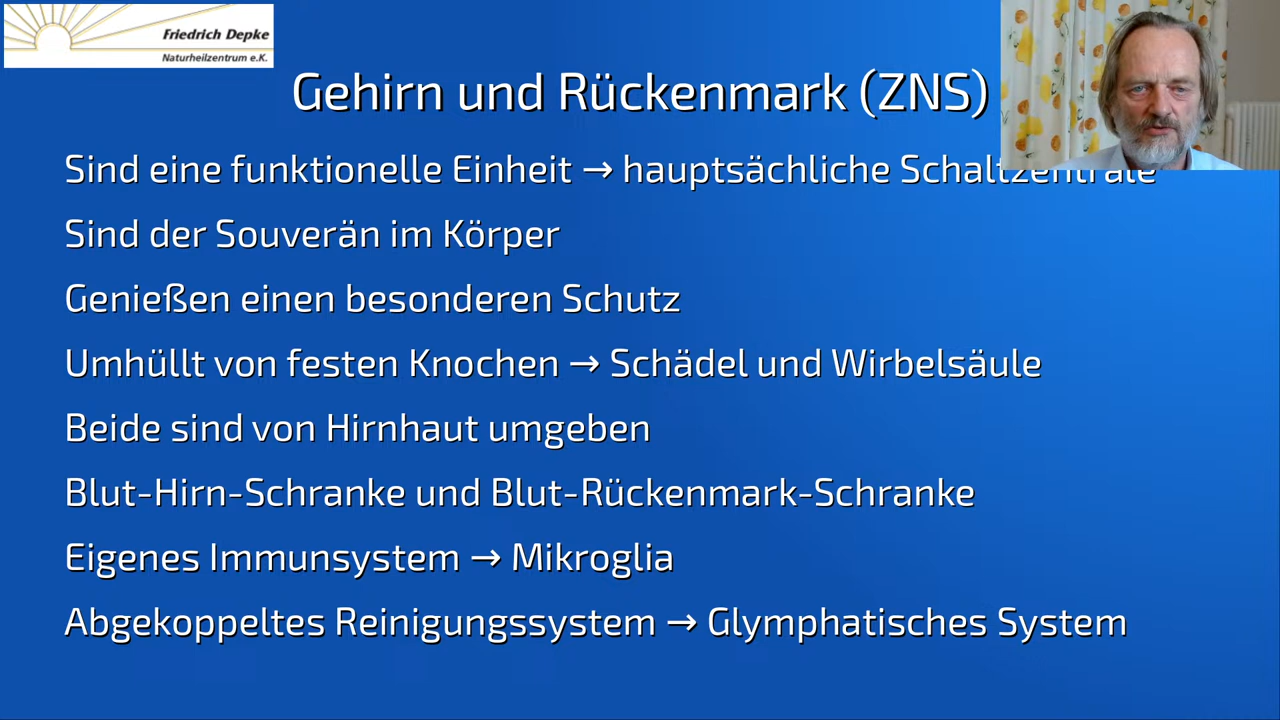 Friedrich Depke
Naturheilzentrum e.K.
Gehirn und Rückenmark (ZNS)
Sind eine funktionelle Einheit → hauptsächliche Schaltzentrale
Sind der Souverän im Körper
Genießen einen besonderen Schutz
Umhüllt von festen Knochen → Schädel und Wirbelsäule
Beide sind von Hirnhaut umgeben
Blut-Hirn-Schranke und Blut-Rückenmark-Schranke
Eigenes Immunsystem → Mikroglia
Abgekoppeltes Reinigungssystem → Glymphatisches System